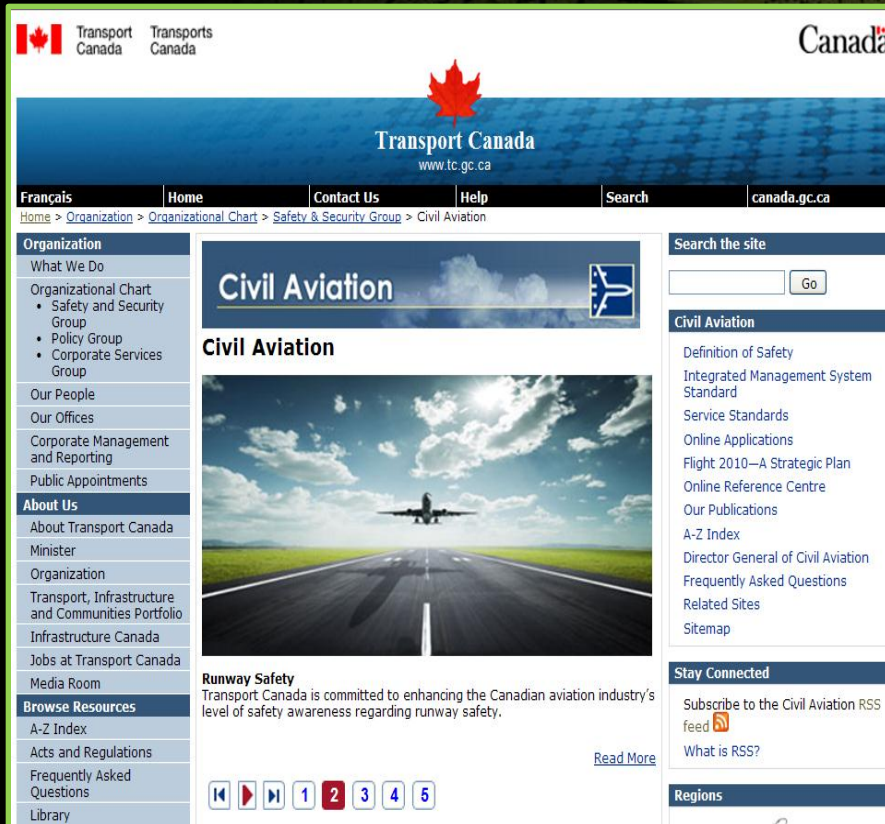 Transport Canada
Transports Canada
Canada
Transport Canada
www.tc.gc.ca
Français Home Contact Us Help Search canada.gc.ca
Home > Organization > Organizational Chart > Safety & Security Group > Civil Aviation
Organization
What We Do
Organizational Chart
• Safety and Security
Group
• Policy Group
• Corporate Services
Group
Our People
Our Offices
Corporate Management
and Reporting
Public Appointments
About Us
About Transport Canada
Minister
Organization
Transport, Infrastructure
and Communities Portfolio
Infrastructure Canada
Jobs at Transport Canada
Media Room
Browse Resources
A-Z Index
Acts and Regulations
Frequently Asked
Questions
Library
Civil Aviation
Civil Aviation
Runway Safety
Transport Canada is committed to enhancing the Canadian aviation industry's
level of safety awareness regarding runway safety.
Read More
1 2 3 4 5
Search the site
Go
Civil Aviation
Definition of Safety
Integrated Management System
Standard
Service Standards
Online Applications
Flight 2010—A Strategic Plan
Online Reference Centre
Our Publications
A-Z Index
Director General of Civil Aviation
Frequently Asked Questions
Related Sites
Sitemap
Stay Connected
Subscribe to the Civil Aviation RSS
feed
What is RSS?
Regions